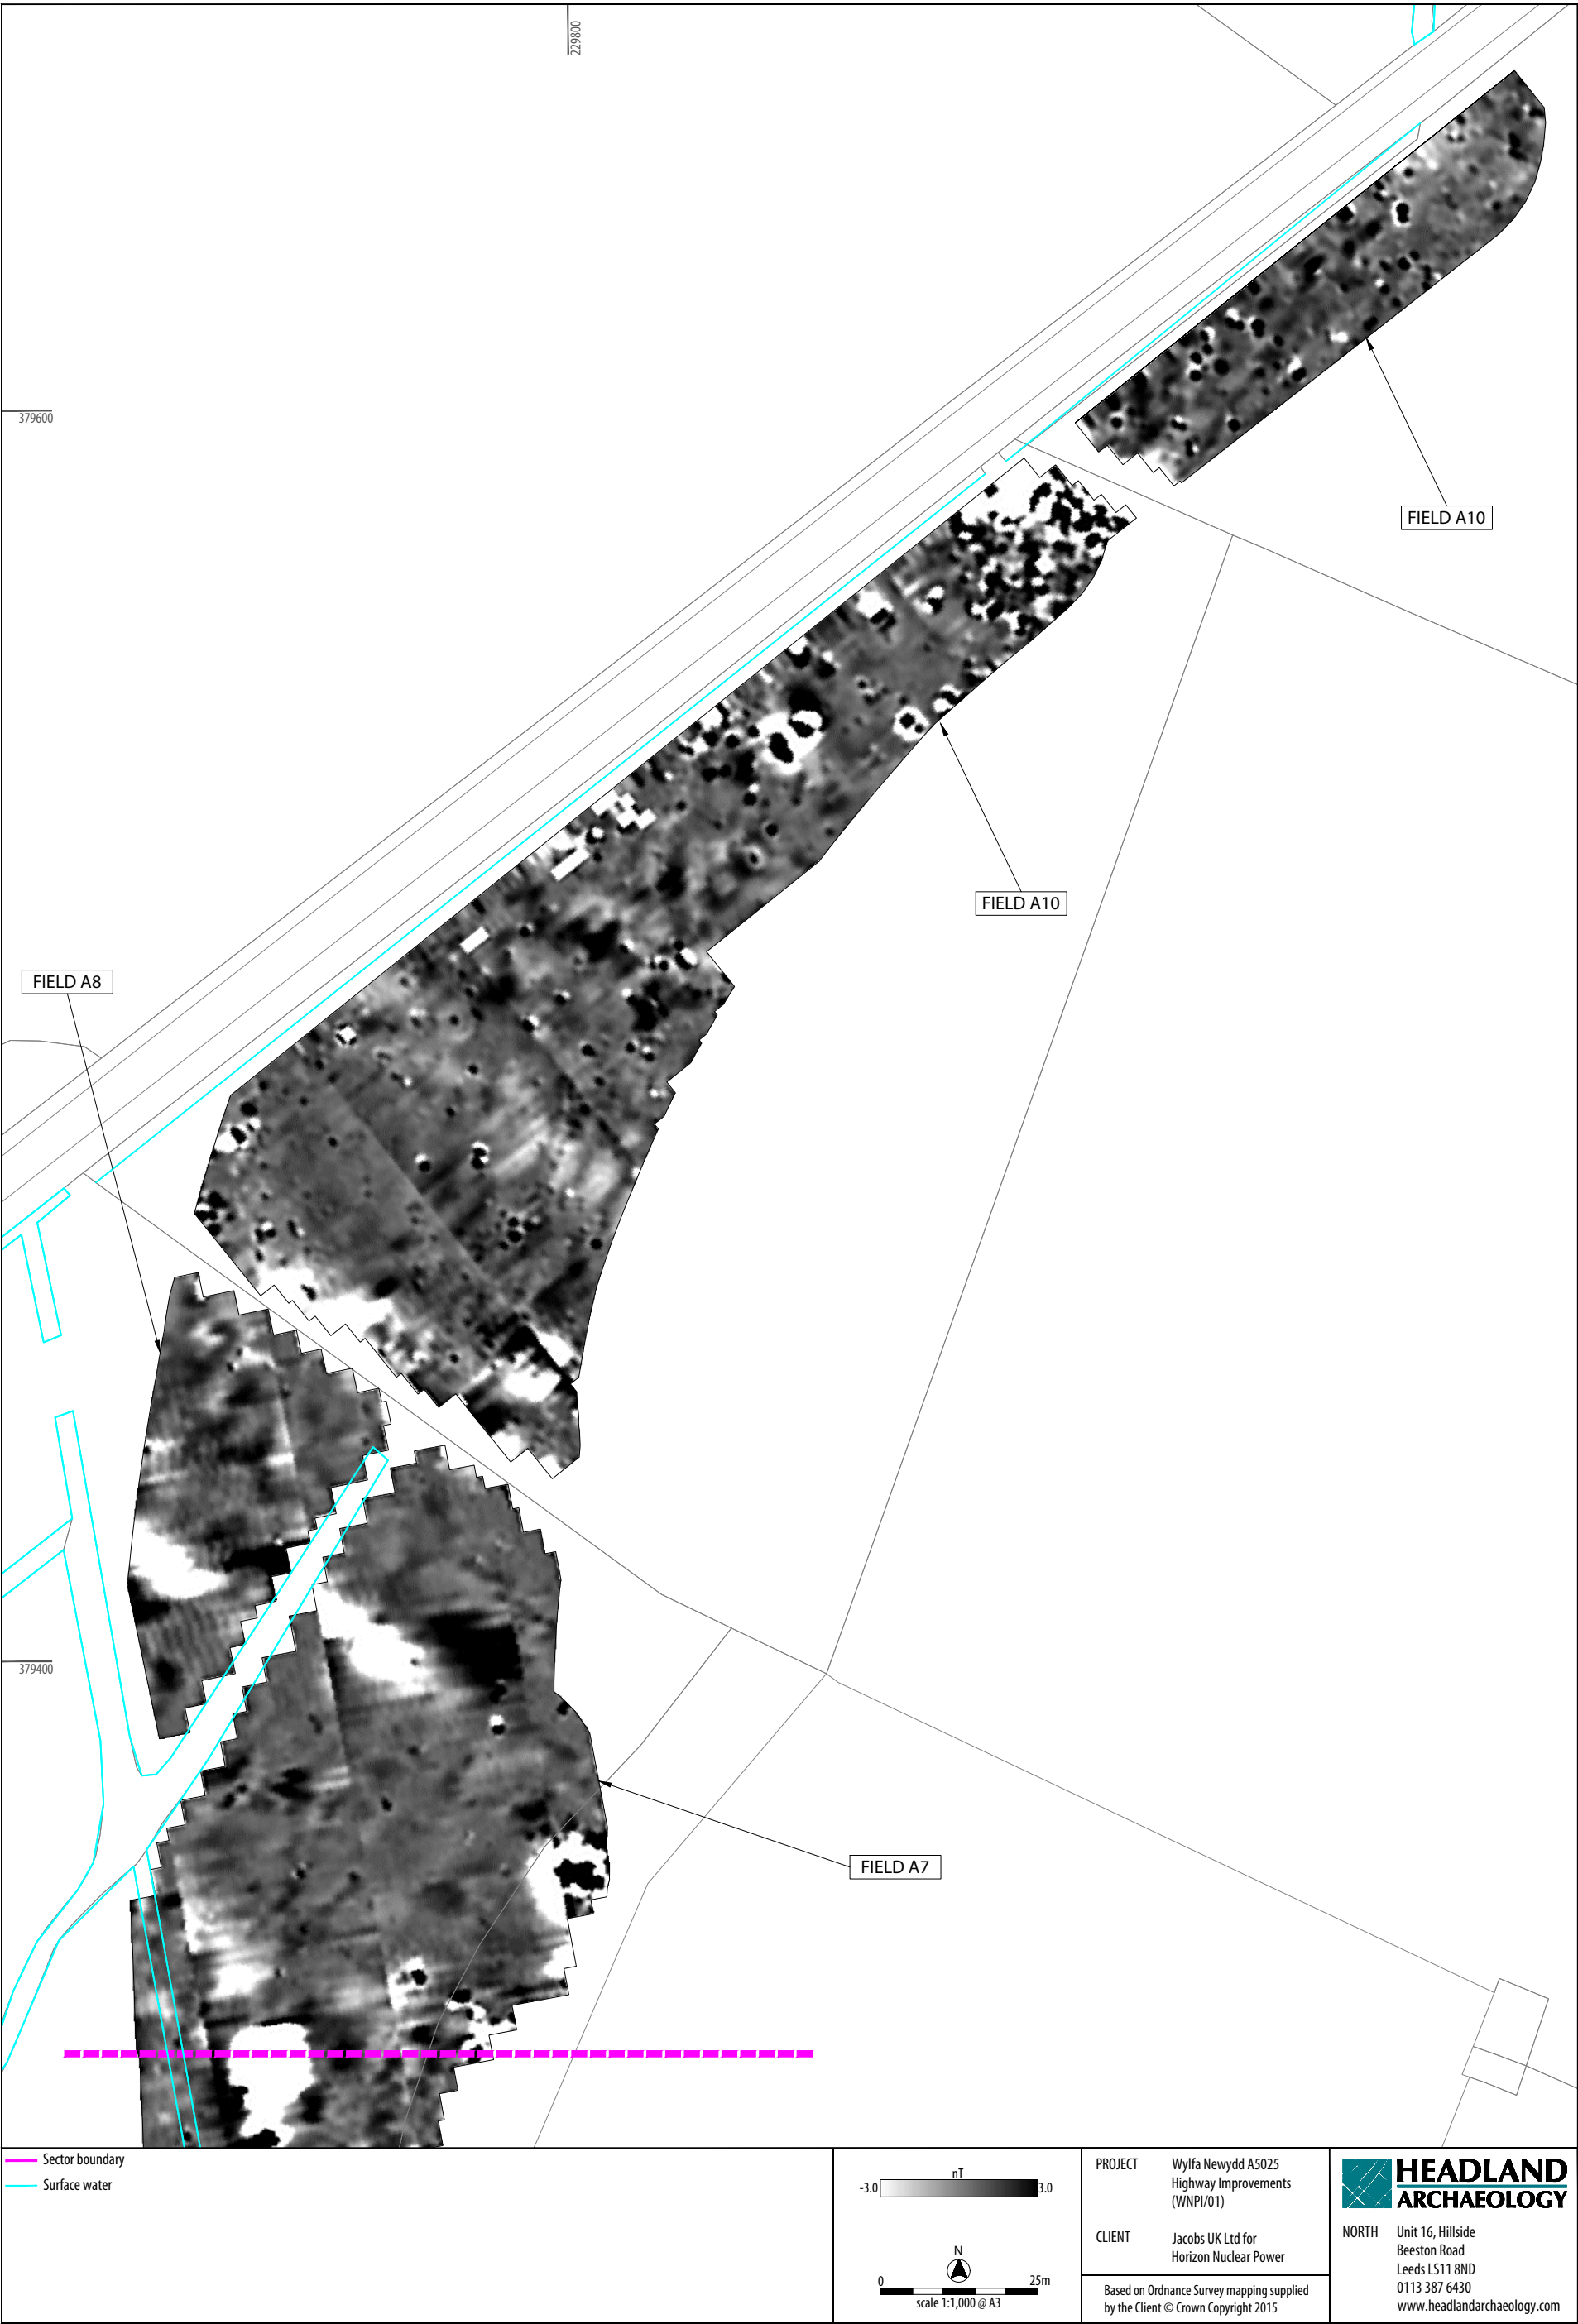 229800
379600
FIELD A10
FIELD A10
FIELD A8
379400
FIELD A7
Sector boundary
Surface water
nT
-3.0
3.0
N
0
25m
scale 1:1,000 @ A3
PROJECT
Wylfa Newydd A5025
Highway Improvements
(WNPI/01)
CLIENT
Jacobs UK Ltd for
Horizon Nuclear Power
Based on Ordnance Survey mapping supplied
by the Client © Crown Copyright 2015
HEADLAND
ARCHAEOLOGY
NORTH
Unit 16, Hillside
Beeston Road
Leeds LS11 8ND
0113 387 6430
www.headlandarchaeology.com